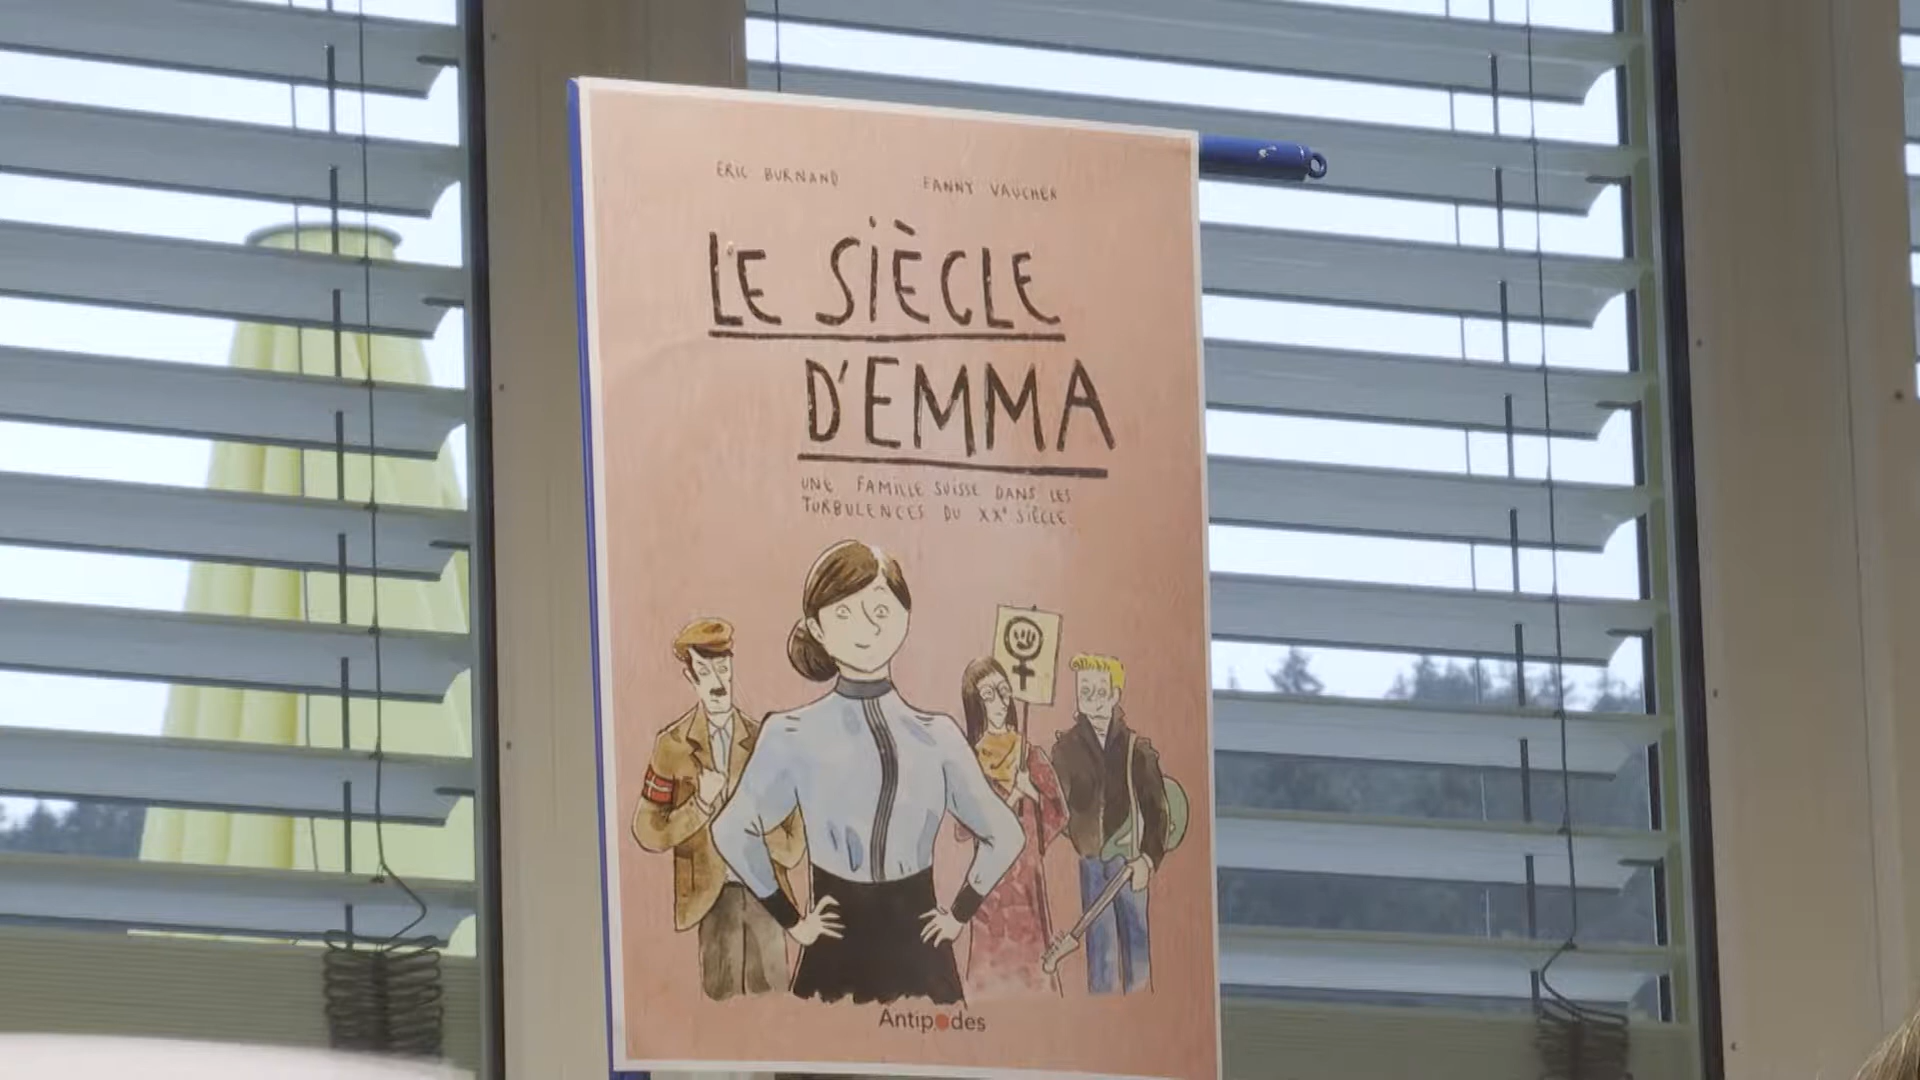 ERIC BURNAND FANNY VAUCHER
LE SIÈCLE
D'EMMA
UNE FAMILLE SUISSE DANS LES
TURBULENCES DU XXe SIÈCLE
Antipodes